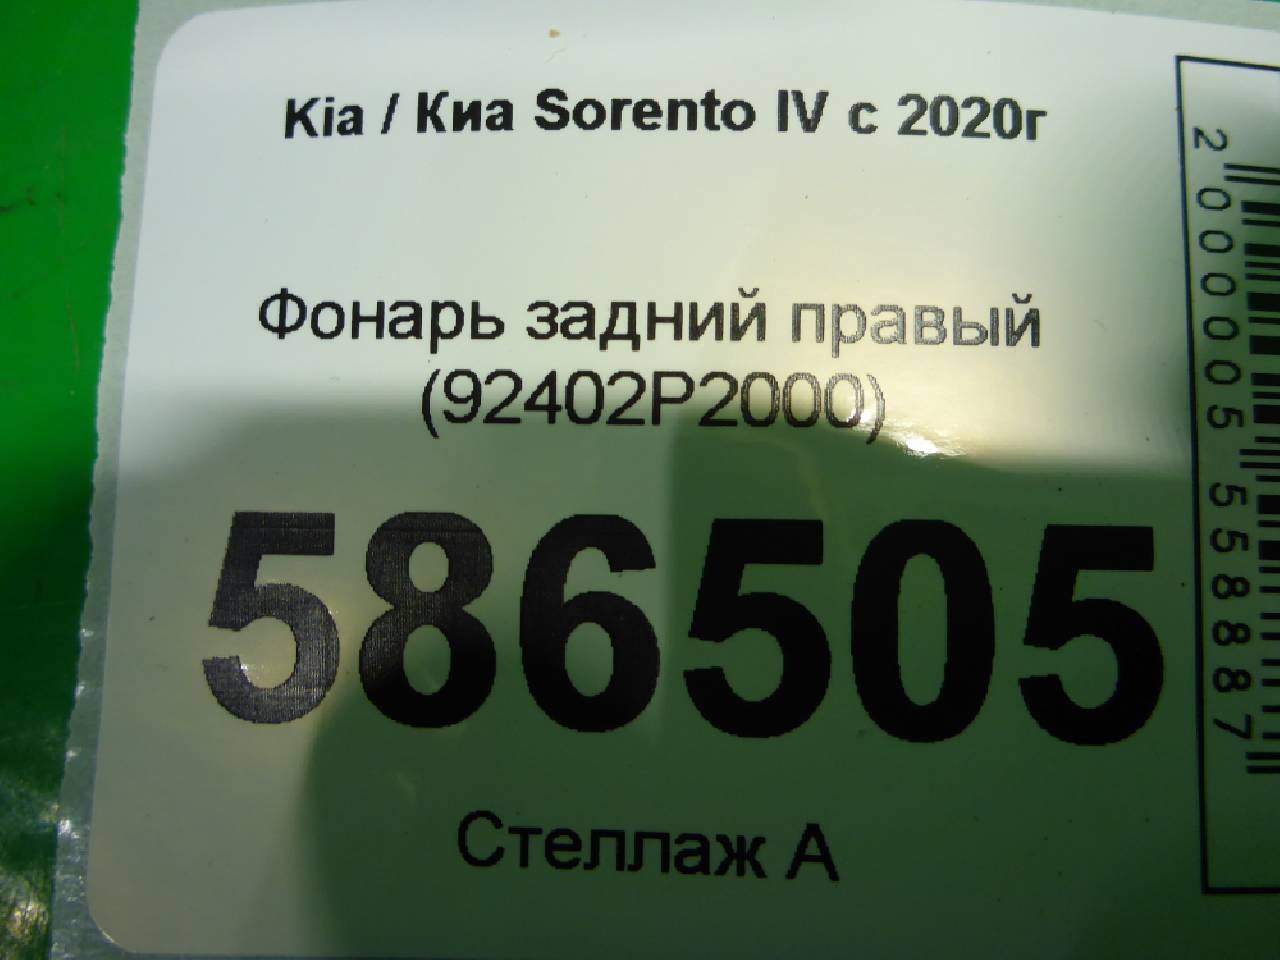 Kia / Киа Sorento IV с 2020г
Фонарь задний правый
(92402P2000)
586505
Стеллаж А
2000005558887